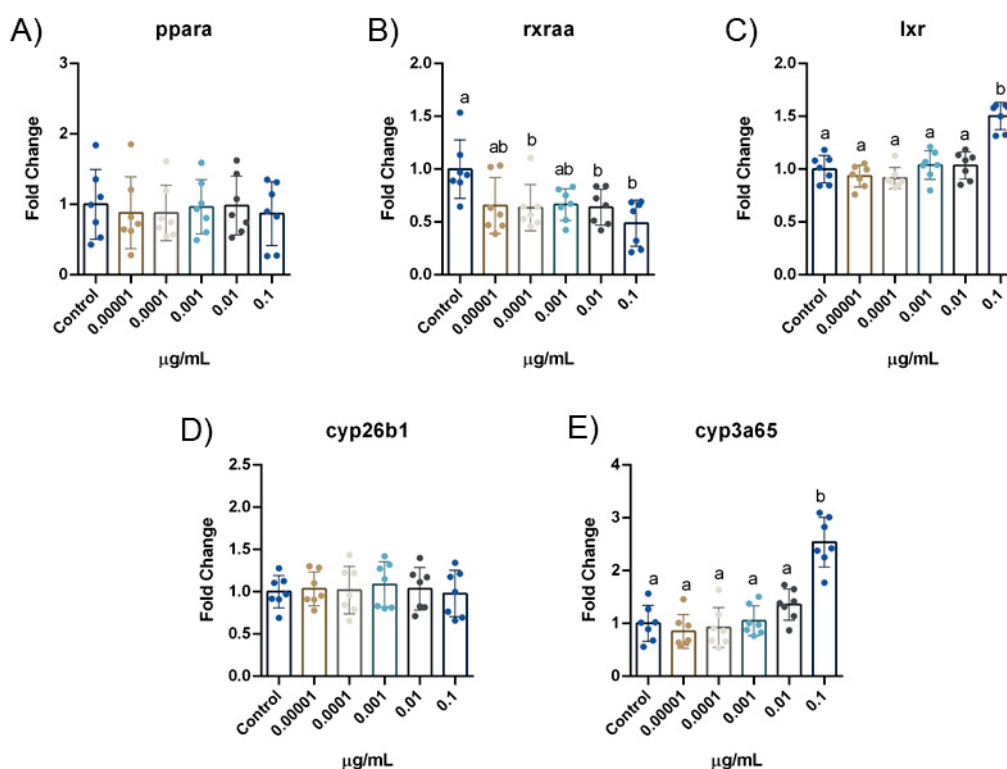 A) ppara
Fold Change
3
2
1
0
Control 0.00001 0.0001 0.001 0.01 0.1
μg/mL
B) rxraa
Fold Change
2.0
1.5
1.0
0.5
0.0
a ab b ab b b
Control 0.00001 0.0001 0.001 0.01 0.1
μg/mL
C) lxr
Fold Change
2.0
1.5
1.0
0.5
0.0
a a a a a b
Control 0.00001 0.0001 0.001 0.01 0.1
μg/mL
D) cyp26b1
Fold Change
2.5
2.0
1.5
1.0
0.5
0.0
Control 0.00001 0.0001 0.001 0.01 0.1
μg/mL
E) cyp3a65
Fold Change
4
3
2
1
0
a a a a a b
Control 0.00001 0.0001 0.001 0.01 0.1
μg/mL